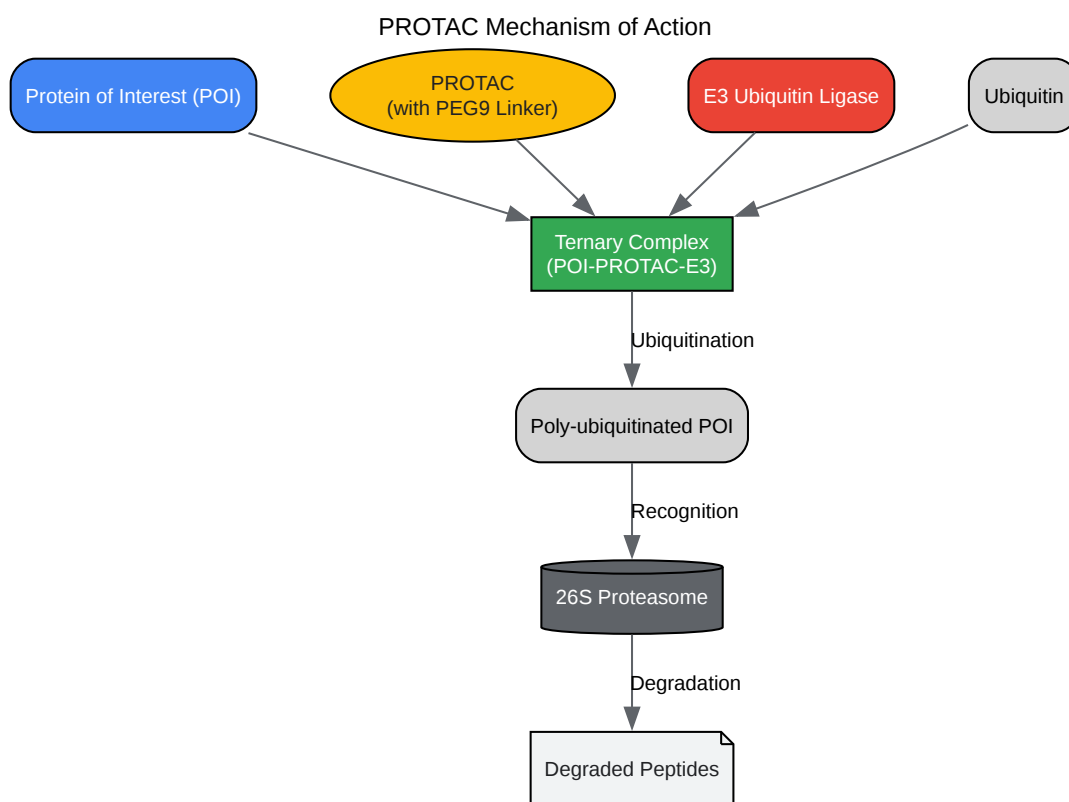 PROTAC Mechanism of Action
Protein of Interest (POI)
PROTAC
(with PEG9 Linker)
E3 Ubiquitin Ligase
Ubiquitin
Ternary Complex
(POI-PROTAC-E3)
Ubiquitination
Poly-ubiquitinated POI
Recognition
26S Proteasome
Degradation
Degraded Peptides